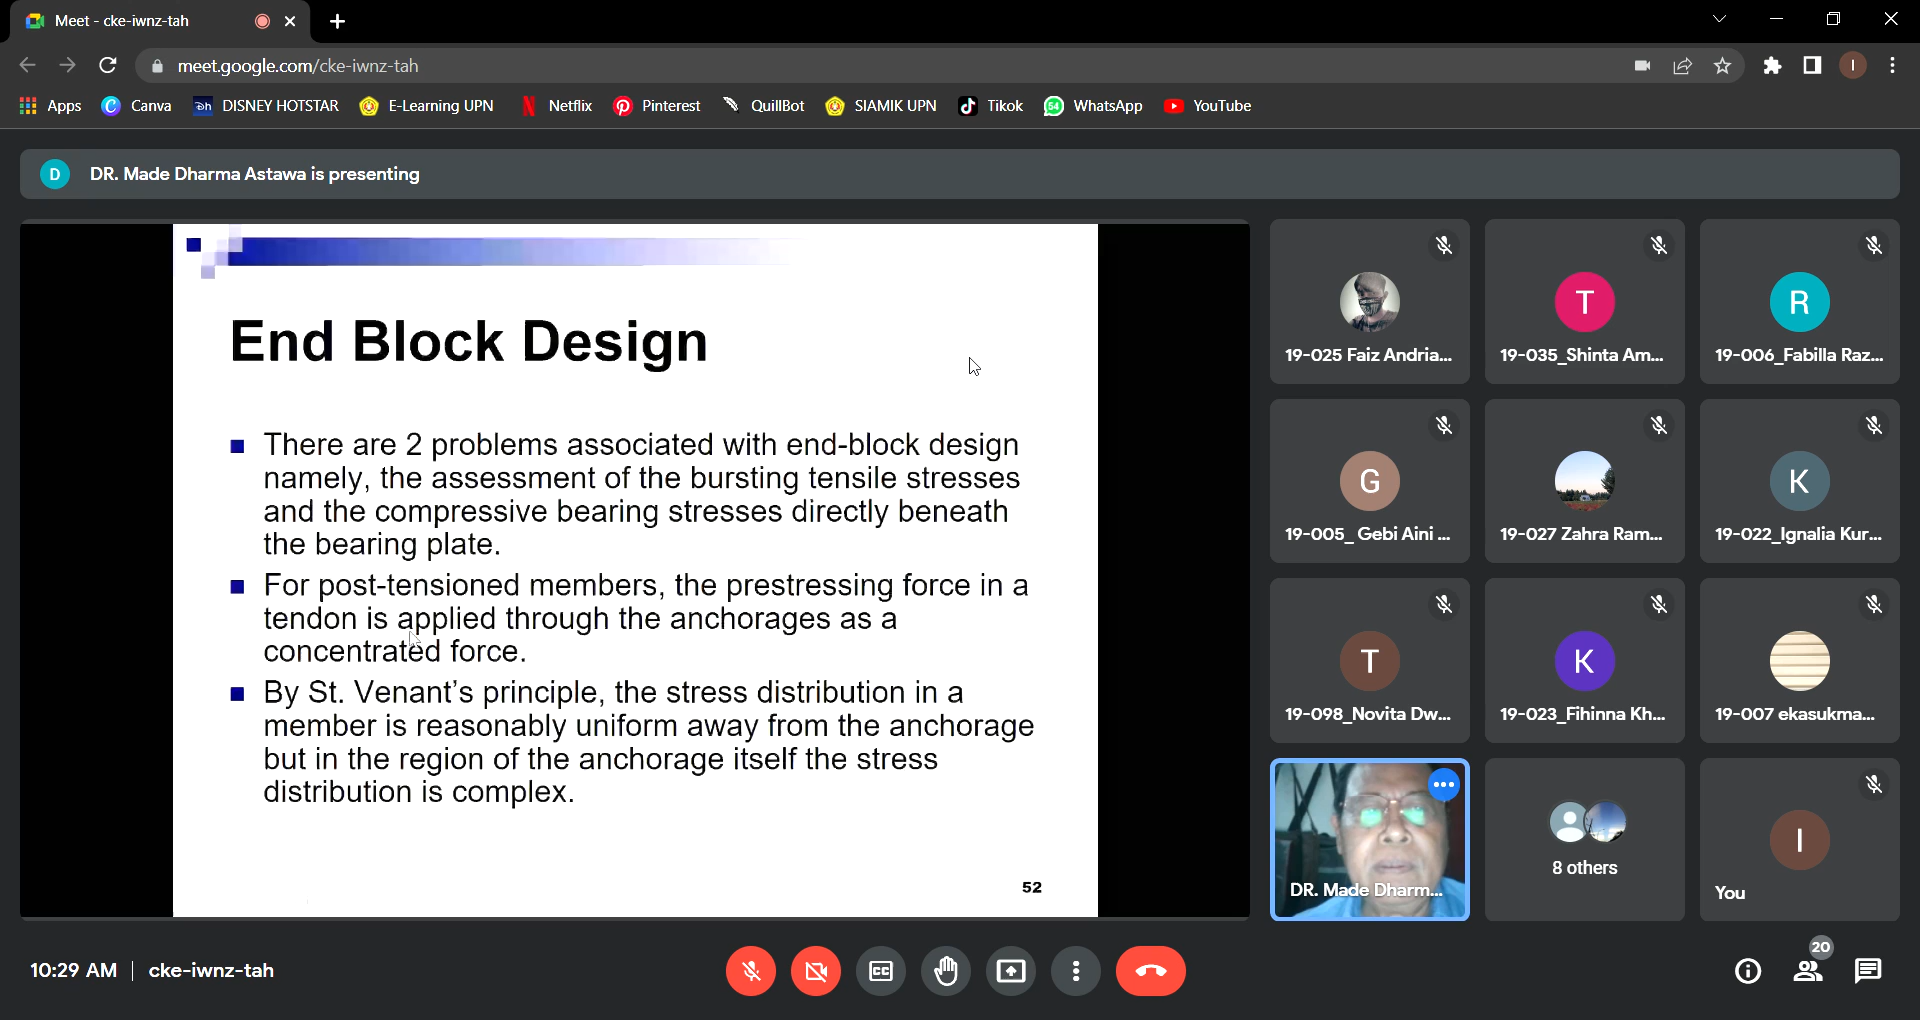 Meet - cke-iwnz-tah
meet.google.com/cke-iwnz-tah
I
Apps
Canva
DISNEY HOTSTAR
E-Learning UPN
Netflix
Pinterest
QuillBot
SIAMIK UPN
Tikok
WhatsApp
YouTube
D DR. Made Dharma Astawa is presenting
End Block Design
There are 2 problems associated with end-block design
namely, the assessment of the bursting tensile stresses
and the compressive bearing stresses directly beneath
the bearing plate.
For post-tensioned members, the prestressing force in a
tendon is applied through the anchorages as a
concentrated force.
By St. Venant's principle, the stress distribution in a
member is reasonably uniform away from the anchorage
but in the region of the anchorage itself the stress
distribution is complex.
52
19-025 Faiz Andria...
T
19-035_Shinta Am...
R
19-006_Fabilla Raz...
G
19-005_ Gebi Aini ...
19-027 Zahra Ram...
K
19-022_Ignalia Kur...
T
19-098_Novita Dw...
K
19-023_Fihinna Kh...
19-007 ekasukma...
DR. Made Dharm...
8 others
I
You
10:29 AM | cke-iwnz-tah
CC
20